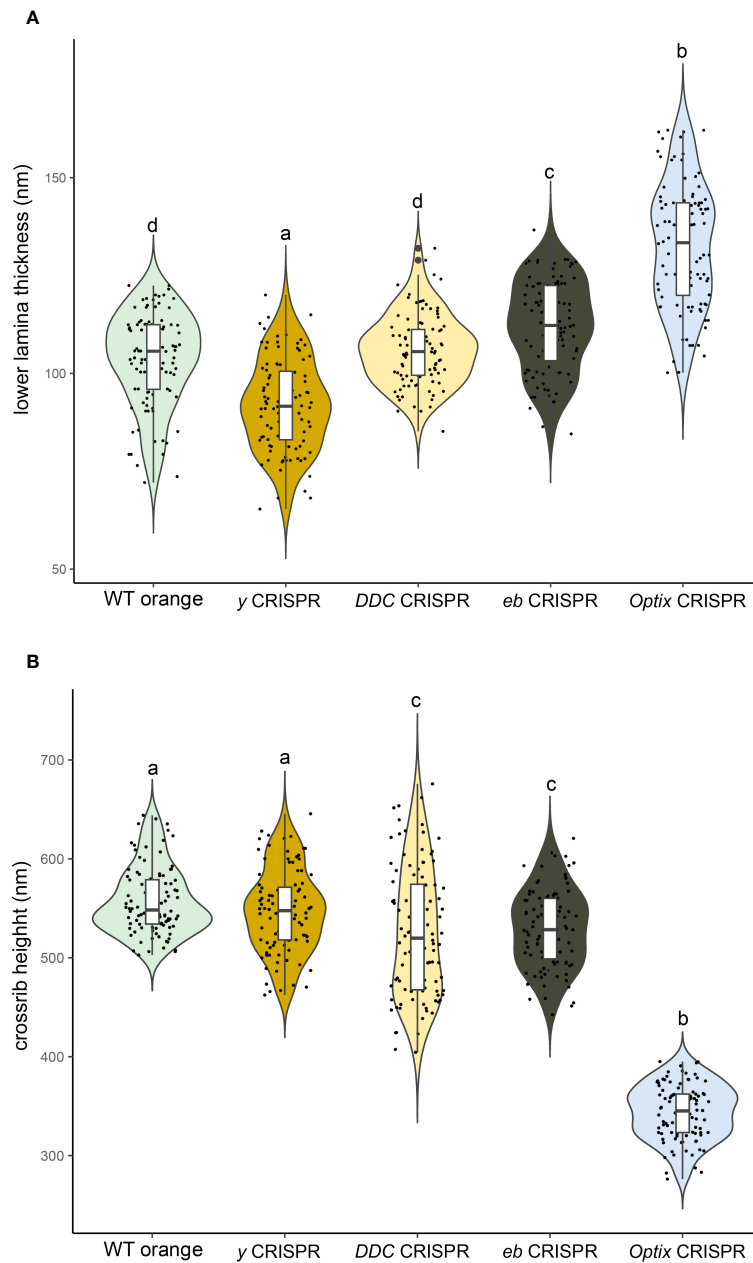 A
b
c
d
d
a
150
100
50
lower lamina thickness (nm)
WT orange
y CRISPR
DDC CRISPR
eb CRISPR
Optix CRISPR
B
c
a
a
c
b
700
600
500
400
300
crossrib heighht (nm)
WT orange
y CRISPR
DDC CRISPR
eb CRISPR
Optix CRISPR